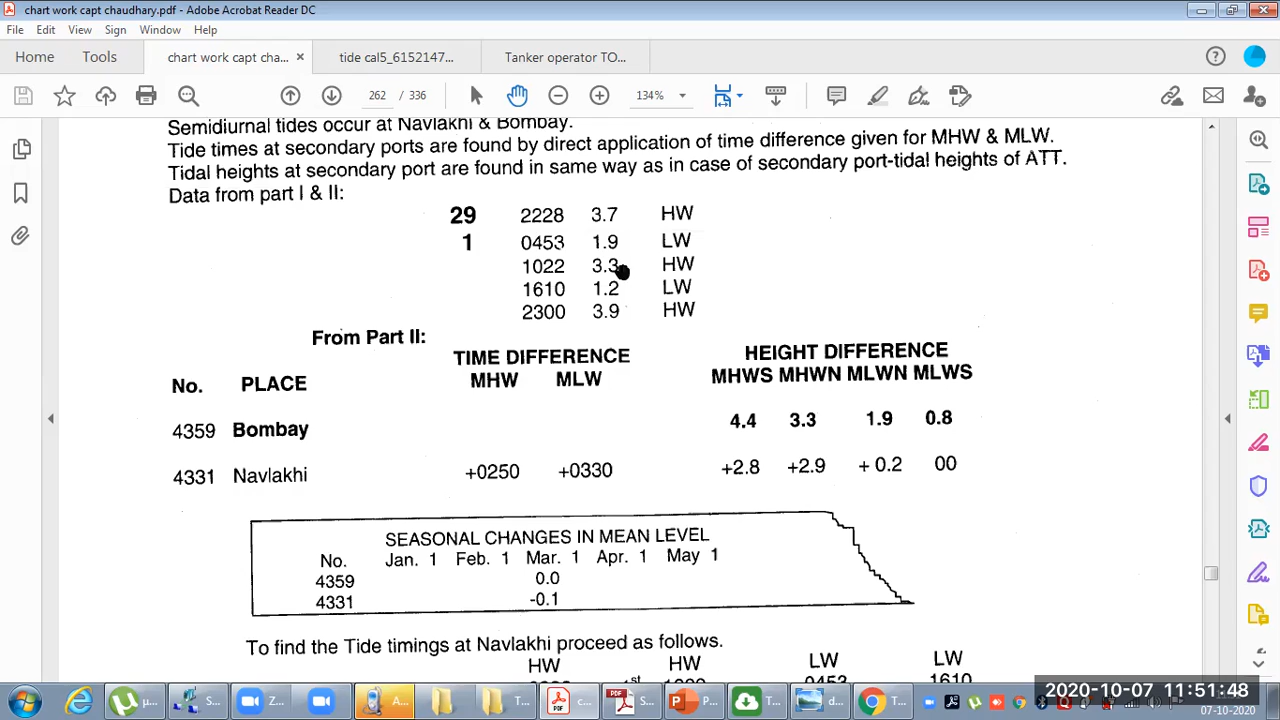 chart work capt chaudhary.pdf - Adobe Acrobat Reader DC
File Edit View Sign Window Help
Home Tools chart work capt cha... × tide cal5_6152147... Tanker operator TO...
262 / 336 134%
Semidiurnal tides occur at Navlakhi & Bombay.
Tide times at secondary ports are found by direct application of time difference given for MHW & MLW.
Tidal heights at secondary port are found in same way as in case of secondary port-tidal heights of ATT.
Data from part I & II:
29 2228 3.7 HW
1 0453 1.9 LW
1022 3.3 HW
1610 1.2 LW
2300 3.9 HW
From Part II:
TIME DIFFERENCE HEIGHT DIFFERENCE
No. PLACE MHW MLW MHWS MHWN MLWN MLWS
4359 Bombay 4.4 3.3 1.9 0.8
4331 Navlakhi +0250 +0330 +2.8 +2.9 + 0.2 00
SEASONAL CHANGES IN MEAN LEVEL
No. Jan. 1 Feb. 1 Mar. 1 Apr. 1 May 1
4359 0.0
4331 -0.1
To find the Tide timings at Navlakhi proceed as follows.
HW HW LW LW
1610
2020-10-07 11:51:48
07-10-2020